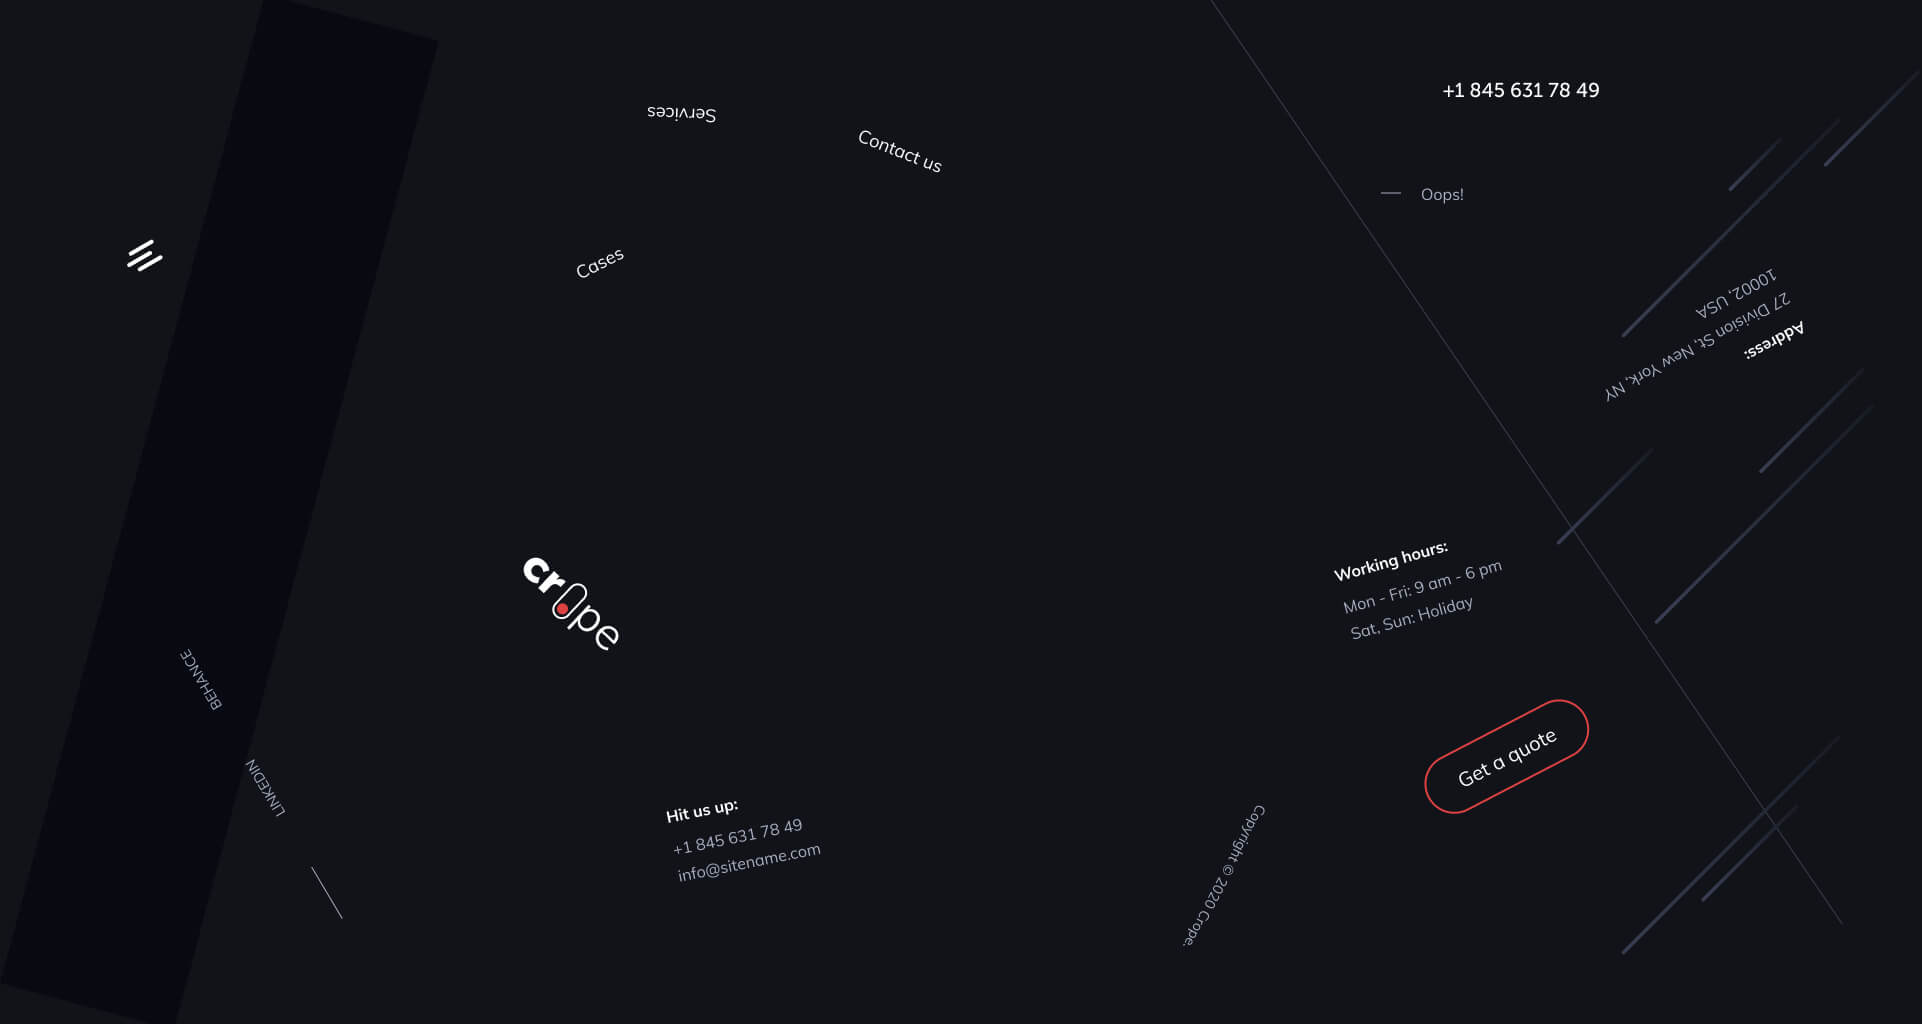 +1 845 631 78 49
Services
Contact us
Oops!
Cases
Address:
27 Division St, New York, NY
10002, USA
crope
Working hours:
Mon - Fri: 9 am - 6 pm
Sat, Sun: Holiday
BEHANCE
LINKEDIN
Get a quote
Hit us up:
+1 845 631 78 49
info@sitename.com
Copyright © 2020 Crope.